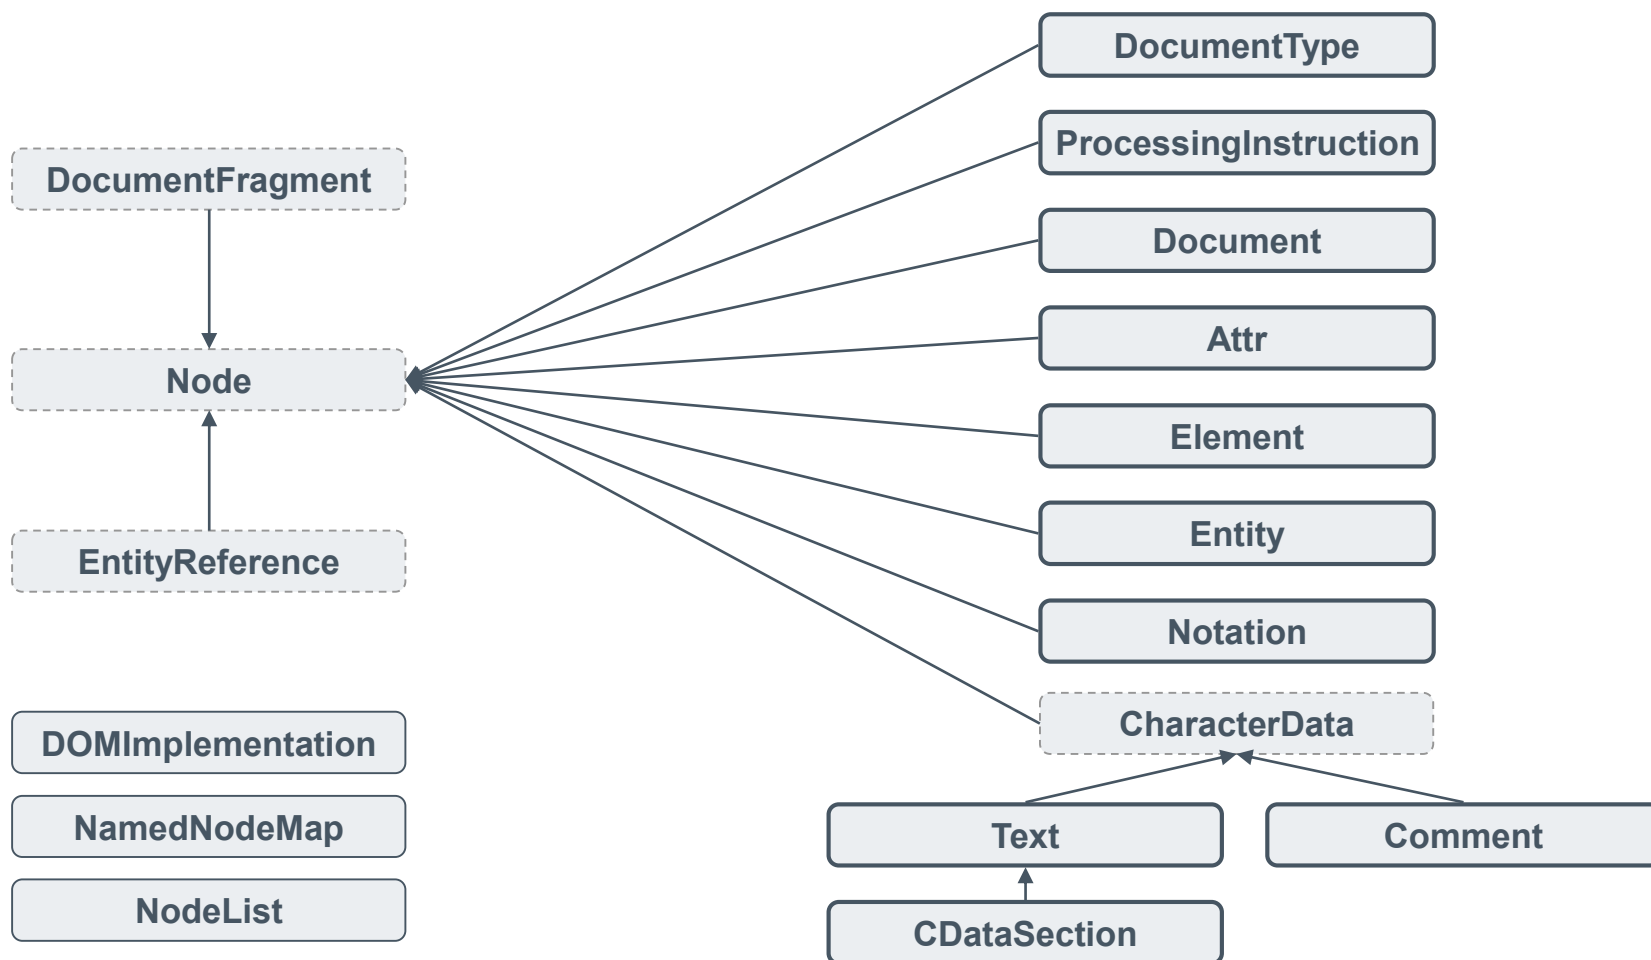 DocumentType
ProcessingInstruction
DocumentFragment
Document
Attr
Node
Element
Entity
EntityReference
Notation
CharacterData
DOMImplementation
NamedNodeMap
Text
Comment
NodeList
CDataSection